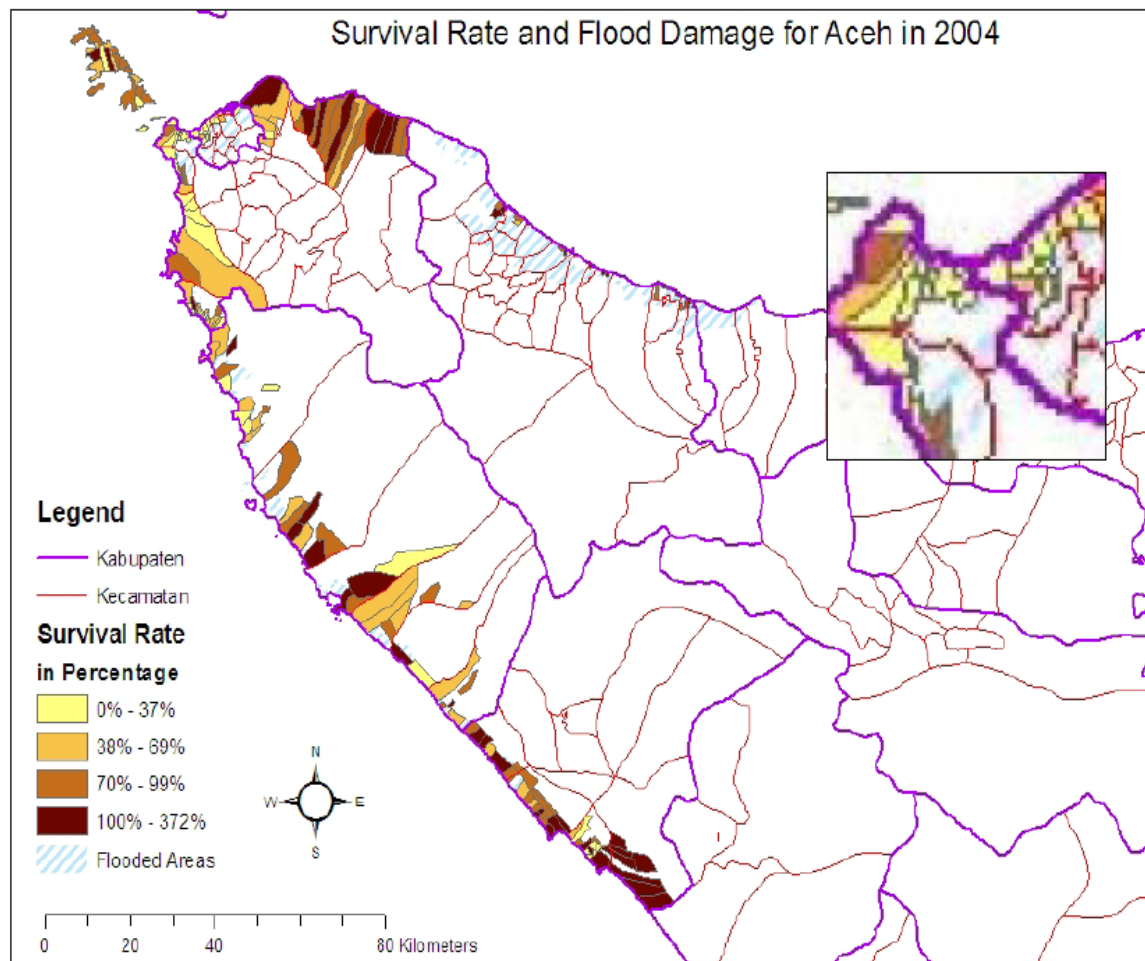 Survival Rate and Flood Damage for Aceh in 2004
Legend
Kabupaten
Kecamatan
Survival Rate
in Percentage
0% - 37%
38% - 69%
70% - 99%
100% - 372%
Flooded Areas
N
W E
S
0 20 40 80 Kilometers